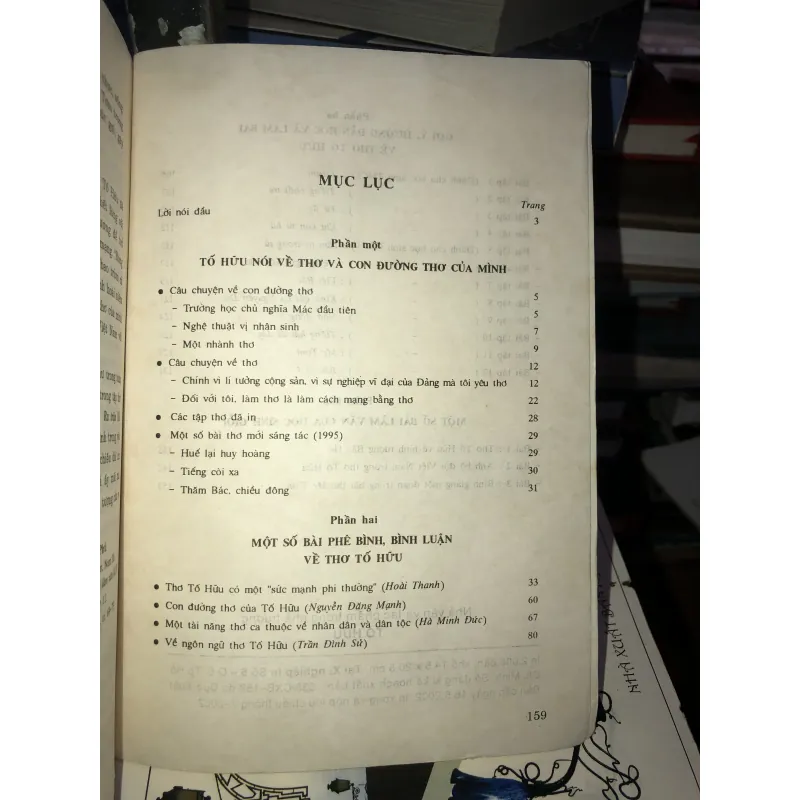 MỤC LỤC
Trang
Lời nói đầu 3
Phần một
TỐ HỮU NÓI VỀ THƠ VÀ CON ĐƯỜNG THƠ CỦA MÌNH
• Câu chuyện về con đường thơ 5
– Trường học chủ nghĩa Mác đầu tiên 5
– Nghệ thuật vị nhân sinh 7
– Một nhành thơ 9
• Câu chuyện về thơ 12
– Chính vì lí tưởng cộng sản, vì sự nghiệp vĩ đại của Đảng mà tôi yêu thơ 12
– Đối với tôi, làm thơ là làm cách mạng bằng thơ 22
• Các tập thơ đã in 28
• Một số bài thơ mới sáng tác (1995) 29
– Huế lại huy hoàng 29
– Tiếng còi xa 30
– Thăm Bác, chiều đông 31
Phần hai
MỘT SỐ BÀI PHÊ BÌNH, BÌNH LUẬN
VỀ THƠ TỐ HỮU
• Thơ Tố Hữu có một "sức mạnh phi thường" (Hoài Thanh) 33
• Con đường thơ của Tố Hữu (Nguyễn Đăng Mạnh) 60
• Một tài năng thơ ca thuộc về nhân dân và dân tộc (Hà Minh Đức) 67
• Về ngôn ngữ thơ Tố Hữu (Trần Đình Sử) 80
159
NHÀ XUẤT